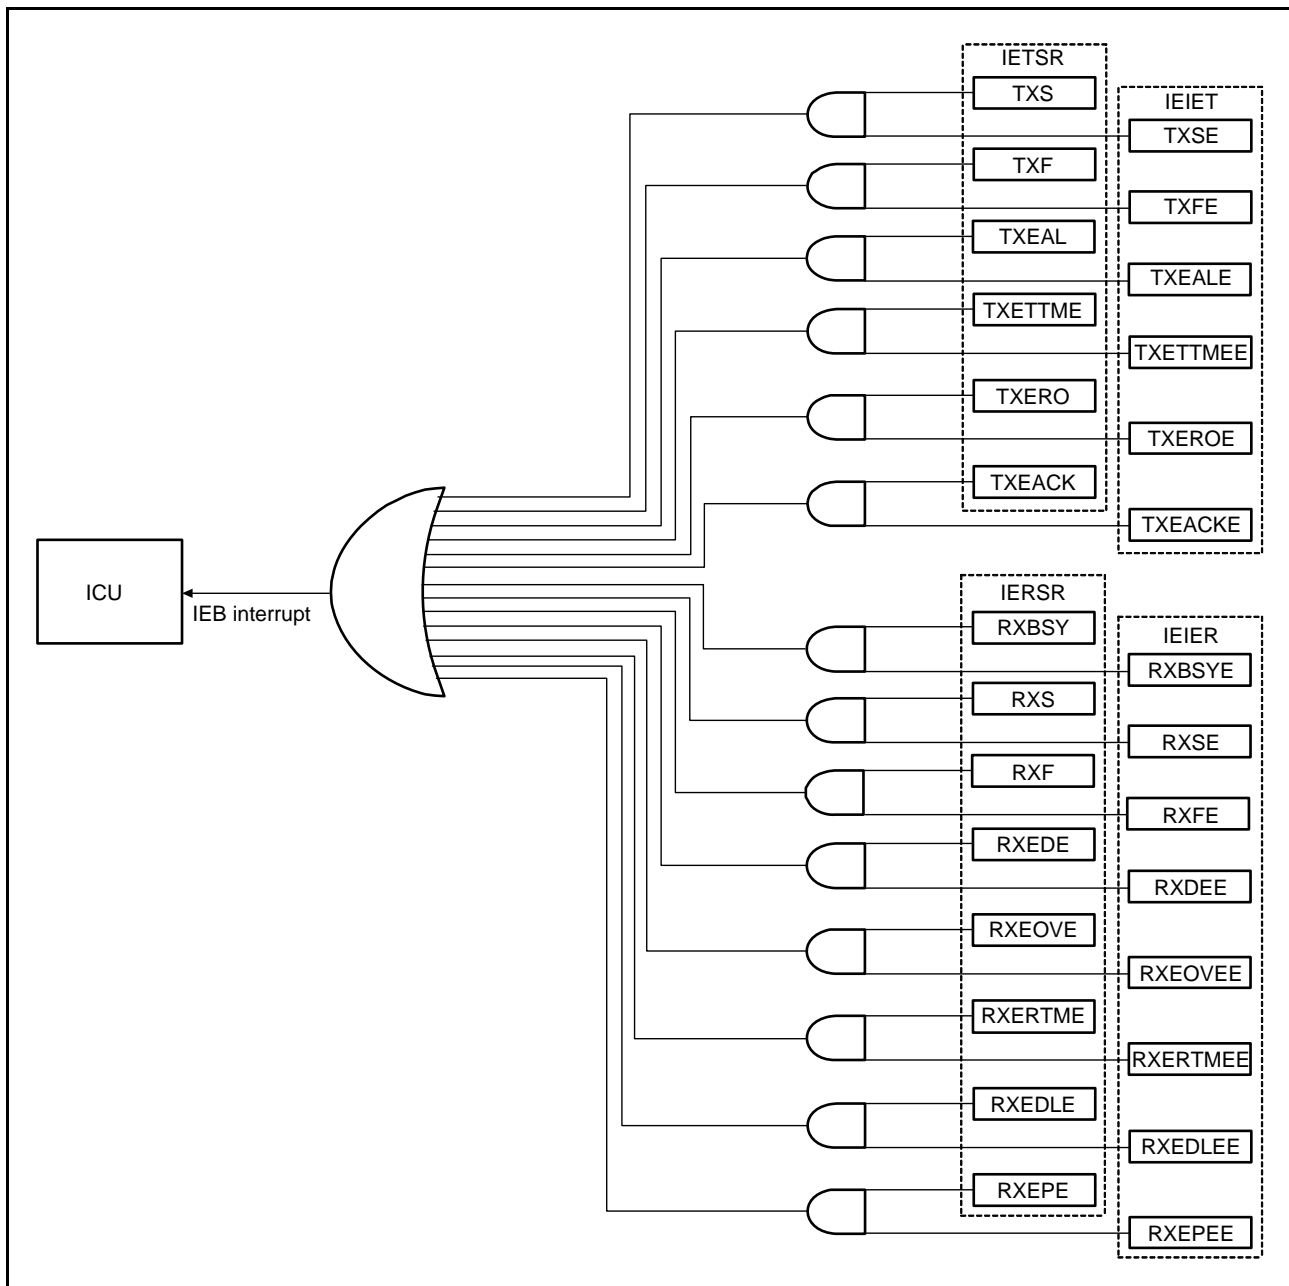 IETSR
TXS
IEIET
TXSE
TXF
TXFE
TXEAL
TXEALE
TXETTME
TXETTMEE
TXERO
TXEROE
TXEACK
TXEACKE
ICU
IEB interrupt
IERSR
RXBSY
IEIER
RXBSYE
RXS
RXSE
RXF
RXFE
RXEDE
RXDEE
RXEOVE
RXEOVEE
RXERTME
RXERTMEE
RXEDLE
RXEDLEE
RXEPE
RXEPEE